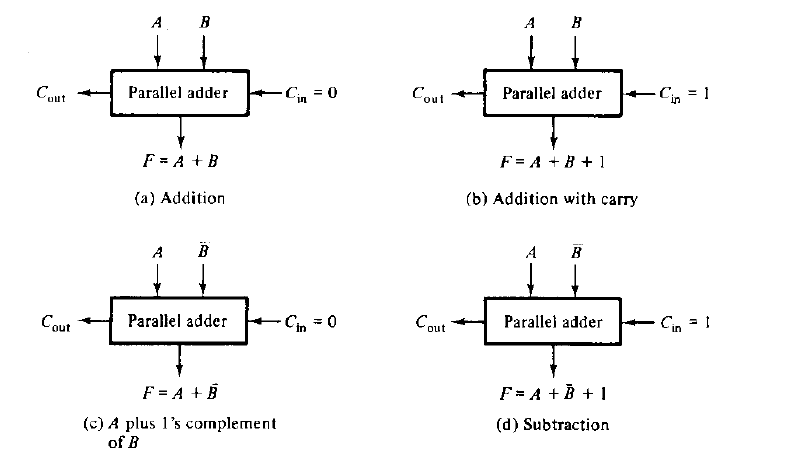 A B
C_out Parallel adder C_in = 0
F = A + B
(a) Addition
A B
C_out Parallel adder C_in = 1
F = A + B + 1
(b) Addition with carry
A B̄
C_out Parallel adder C_in = 0
F = A + B̄
(c) A plus 1's complement
of B
A B̄
C_out Parallel adder C_in = 1
F = A + B̄ + 1
(d) Subtraction